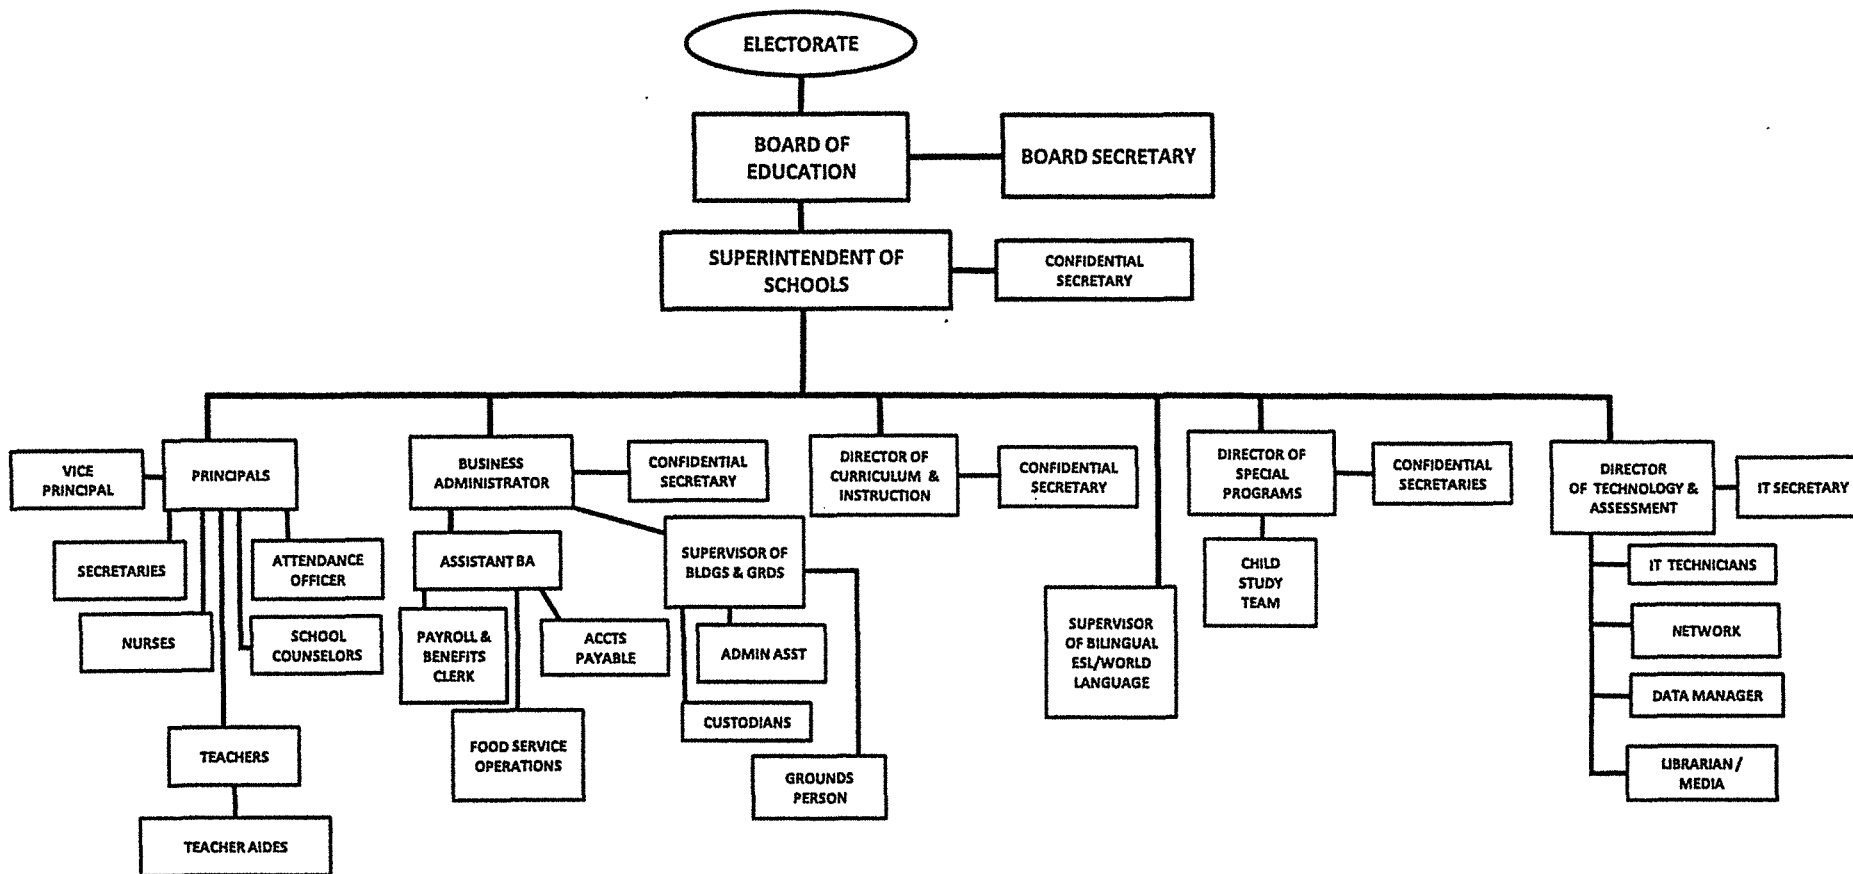 ELECTORATE
BOARD OF
EDUCATION
BOARD SECRETARY
SUPERINTENDENT OF
SCHOOLS
CONFIDENTIAL
SECRETARY
VICE
PRINCIPAL
PRINCIPALS
SECRETARIES
ATTENDANCE
OFFICER
NURSES
SCHOOL
COUNSELORS
TEACHERS
TEACHER AIDES
BUSINESS
ADMINISTRATOR
CONFIDENTIAL
SECRETARY
ASSISTANT BA
SUPERVISOR OF
BLDGS & GRDS
PAYROLL &
BENEFITS
CLERK
ACCTS
PAYABLE
ADMIN ASST
CUSTODIANS
FOOD SERVICE
OPERATIONS
GROUNDS
PERSON
DIRECTOR OF
CURRICULUM &
INSTRUCTION
CONFIDENTIAL
SECRETARY
SUPERVISOR
OF BILINGUAL
ESL/WORLD
LANGUAGE
DIRECTOR OF
SPECIAL
PROGRAMS
CONFIDENTIAL
SECRETARIES
CHILD
STUDY
TEAM
DIRECTOR
OF TECHNOLOGY &
ASSESSMENT
IT SECRETARY
IT TECHNICIANS
NETWORK
DATA MANAGER
LIBRARIAN /
MEDIA